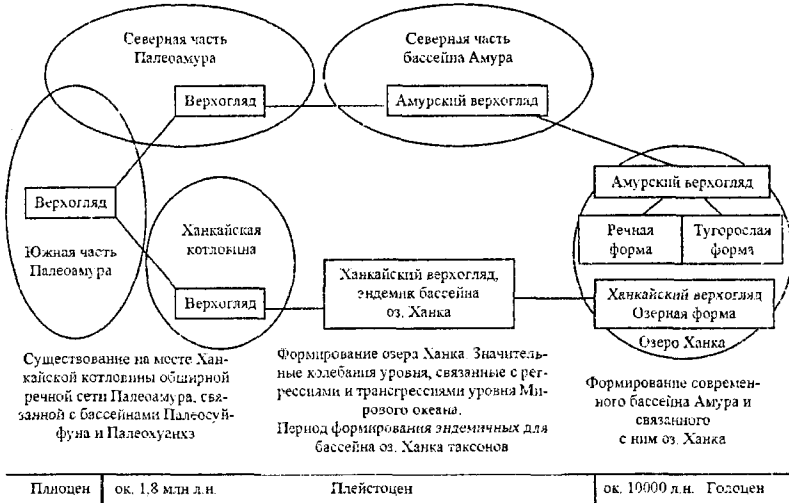 Северная часть
Палеоамура
Северная часть
бассейна Амура
Верхогляд
Амурский верхогляд
Верхогляд
Южная часть
Палеоамура
Ханкайская
котловина
Верхогляд
Ханкайский верхогляд,
эндемик бассейна
оз. Ханка
Амурский верхогляд
Речная
форма
Тугорослая
форма
Ханкайский верхогляд
Озерная форма
Озеро Ханка
Существование на месте Хан-
кайской котловины обширной
речной сети Палеоамура, свя-
занной с бассейнами Палеосуй-
фуна и Палеохуанхэ
Формирование озера Ханка. Значитель-
ные колебания уровня, связанные с рег-
рессиями и трансгрессиями уровня Ми-
рового океана.
Период формирования эндемичных для
бассейна оз. Ханка таксонов
Формирование современ-
ного бассейна Амура и
связанного
с ним оз. Ханка
Плиоцен
ок. 1,8 млн л.н.
Плейстоцен
ок. 10000 л.н. Голоцен